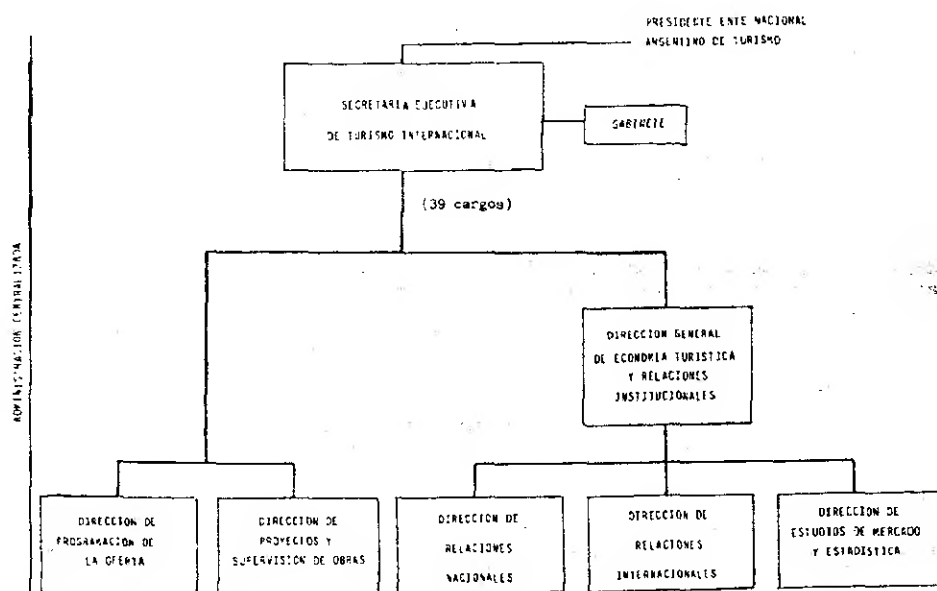 PRESIDENTE ENTE NACIONAL
ARGENTINO DE TURISMO
SECRETARIA EJECUTIVA
DE TURISMO INTERNACIONAL
GABINETE
(39 cargos)
ADMINISTRACION CENTRALIZADA
DIRECCION GENERAL
DE ECONOMIA TURISTICA
Y RELACIONES
INSTITUCIONALES
DIRECCION DE
PROGRAMACION DE
LA OFERTA
DIRECCION DE
PROYECTOS Y
SUPERVISION DE OBRAS
DIRECCION DE
RELACIONES
NACIONALES
DIRECCION DE
RELACIONES
INTERNACIONALES
DIRECCION DE
ESTUDIOS DE MERCADO
Y ESTADISTICA